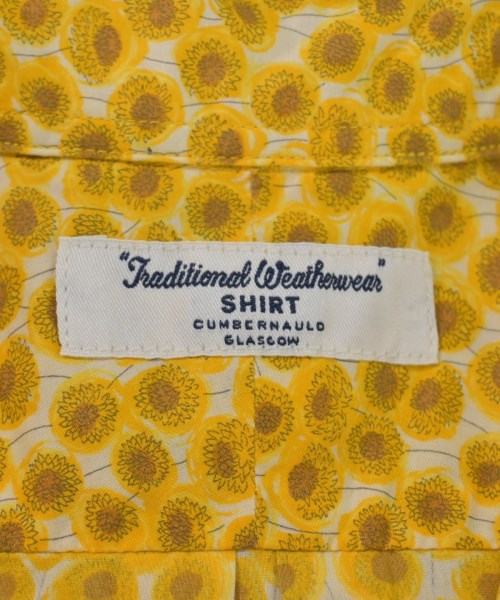 "Traditional Weatherwear"
SHIRT
CUMBERNAULD
GLASGOW